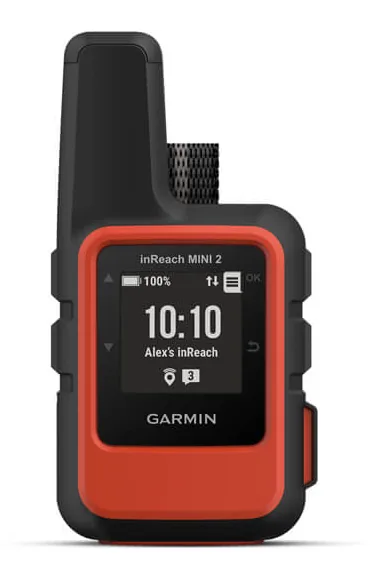 inReach MINI 2
100%
OK
10:10
Alex's inReach
3
GARMIN